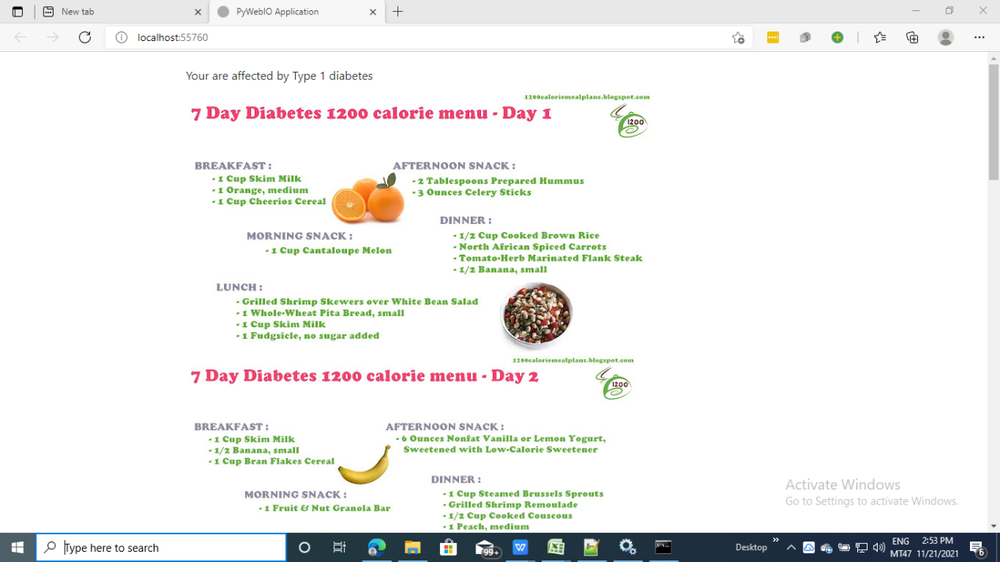 New tab
PyWebIO Application
localhost:55760
Your are affected by Type 1 diabetes
1200caloriemealplans.blogspot.com
7 Day Diabetes 1200 calorie menu - Day 1
1200
BREAKFAST :
- 1 Cup Skim Milk
- 1 Orange, medium
- 1 Cup Cheerios Cereal
AFTERNOON SNACK :
- 2 Tablespoons Prepared Hummus
- 3 Ounces Celery Sticks
MORNING SNACK :
- 1 Cup Cantaloupe Melon
DINNER :
- 1/2 Cup Cooked Brown Rice
- North African Spiced Carrots
- Tomato-Herb Marinated Flank Steak
- 1/2 Banana, small
LUNCH :
- Grilled Shrimp Skewers over White Bean Salad
- 1 Whole-Wheat Pita Bread, small
- 1 Cup Skim Milk
- 1 Fudgsicle, no sugar added
1200caloriemealplans.blogspot.com
7 Day Diabetes 1200 calorie menu - Day 2
1200
BREAKFAST :
- 1 Cup Skim Milk
- 1/2 Banana, small
- 1 Cup Bran Flakes Cereal
AFTERNOON SNACK :
- 6 Ounces Nonfat Vanilla or Lemon Yogurt,
Sweetened with Low-Calorie Sweetener
MORNING SNACK :
- 1 Fruit & Nut Granola Bar
DINNER :
- 1 Cup Steamed Brussels Sprouts
- Grilled Shrimp Remoulade
- 1/2 Cup Cooked Couscous
- 1 Peach, medium
Activate Windows
Go to Settings to activate Windows.
Type here to search
99+
Desktop
ENG
MT47
2:53 PM
11/21/2021
6